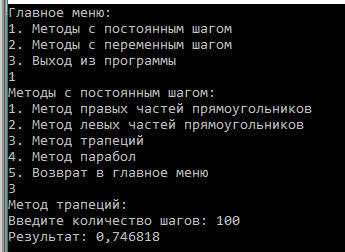 Главное меню:
1. Методы с постоянным шагом
2. Методы с переменным шагом
3. Выход из программы
1
Методы с постоянным шагом:
1. Метод правых частей прямоугольников
2. Метод левых частей прямоугольников
3. Метод трапеций
4. Метод парабол
5. Возврат в главное меню
3
Метод трапеций:
Введите количество шагов: 100
Результат: 0,746818